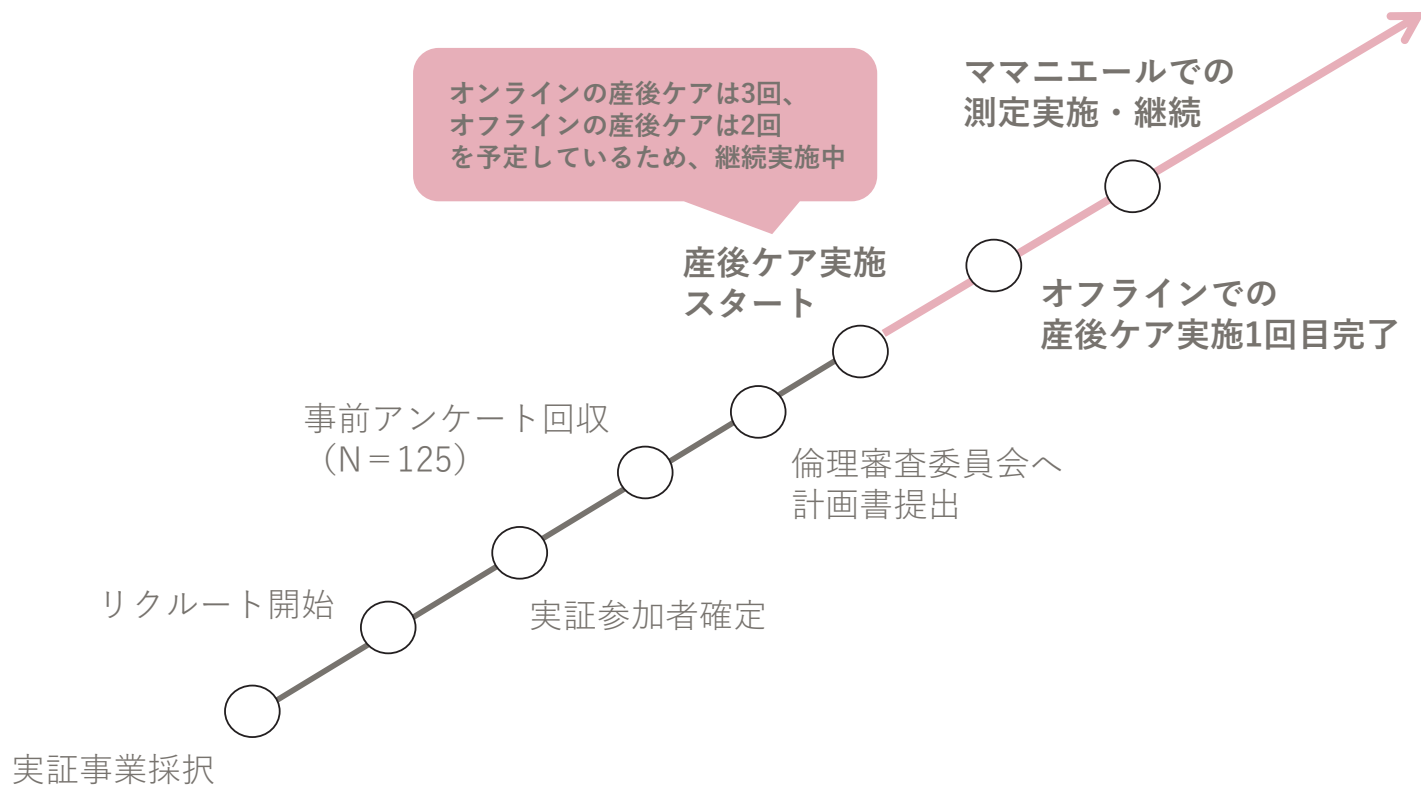 ママニエールでの
測定実施・継続
オンラインの産後ケアは3回、
オフラインの産後ケアは2回
を予定しているため、継続実施中
産後ケア実施
スタート
オフラインでの
産後ケア実施1回目完了
事前アンケート回収
（N＝125）
倫理審査委員会へ
計画書提出
リクルート開始
実証参加者確定
実証事業採択